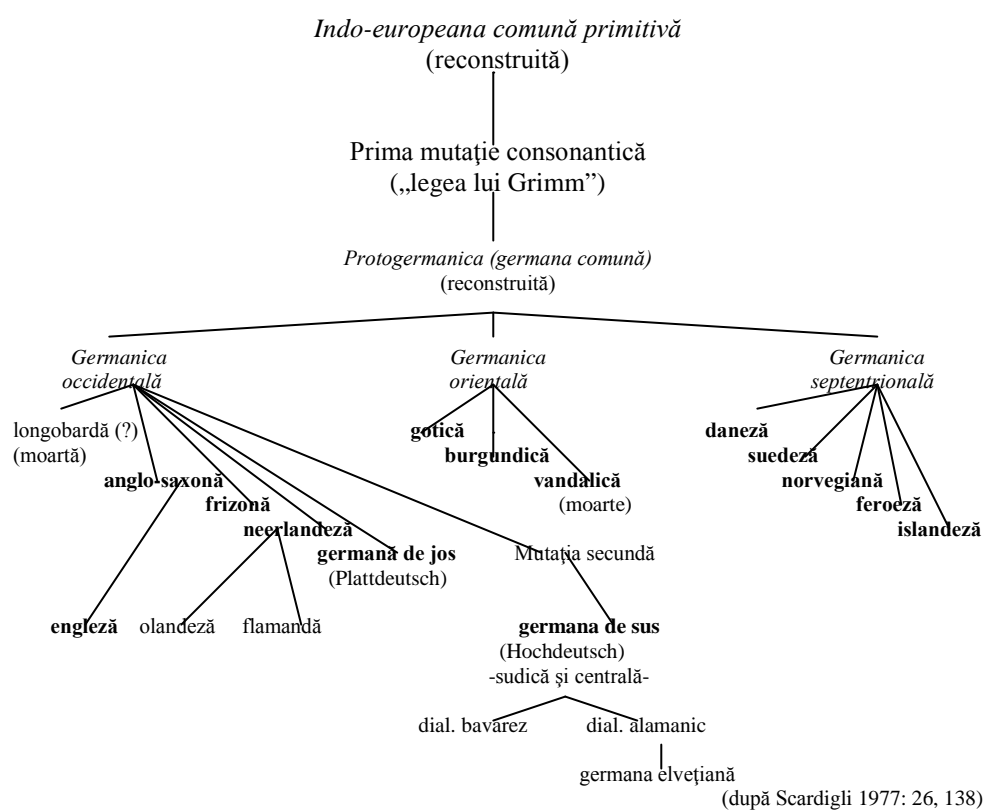 Indo-europeana comună primitivă
(reconstruită)
Prima mutaţie consonantică
(„legea lui Grimm”)
Protogermanica (germana comună)
(reconstruită)
Germanica
occidentală
Germanica
orientală
Germanica
septentrională
longobardă (?)
(moartă)
anglo-saxonă
frizonă
neerlandeză
germana de jos
(Plattdeutsch)
gotică
burgundică
vandalică
(moarte)
daneză
suedeză
norvegiană
feroeză
islandeză
Mutaţia secundă
engleză
olandeză
flamandă
germana de sus
(Hochdeutsch)
-sudică şi centrală-
dial. bavarez
dial. alamanic
germana elveţiană
(după Scardigli 1977: 26, 138)